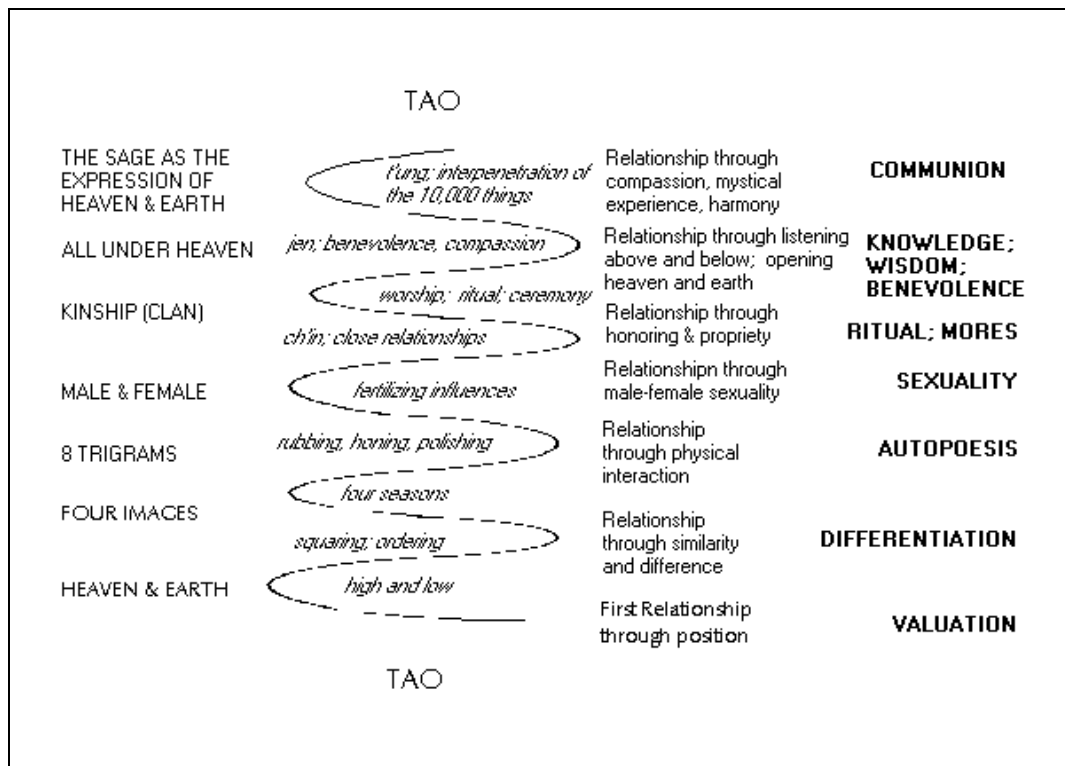 TAO
THE SAGE AS THE
EXPRESSION OF
HEAVEN & EARTH
t'ung; interpenetration of
the 10,000 things
Relationship through
compassion, mystical
experience, harmony
COMMUNION
ALL UNDER HEAVEN
jen; benevolence, compassion
Relationship through listening
above and below; opening
heaven and earth
KNOWLEDGE;
WISDOM;
BENEVOLENCE
worship; ritual; ceremony
KINSHIP (CLAN)
ch'in; close relationships
Relationship through
honoring & propriety
RITUAL; MORES
MALE & FEMALE
fertilizing influences
Relationshipn through
male-female sexuality
SEXUALITY
8 TRIGRAMS
rubbing, honing, polishing
Relationship
through physical
interaction
AUTOPOESIS
four seasons
FOUR IMAGES
squaring; ordering
Relationship
through similarity
and difference
DIFFERENTIATION
HEAVEN & EARTH
high and low
First Relationship
through position
VALUATION
TAO